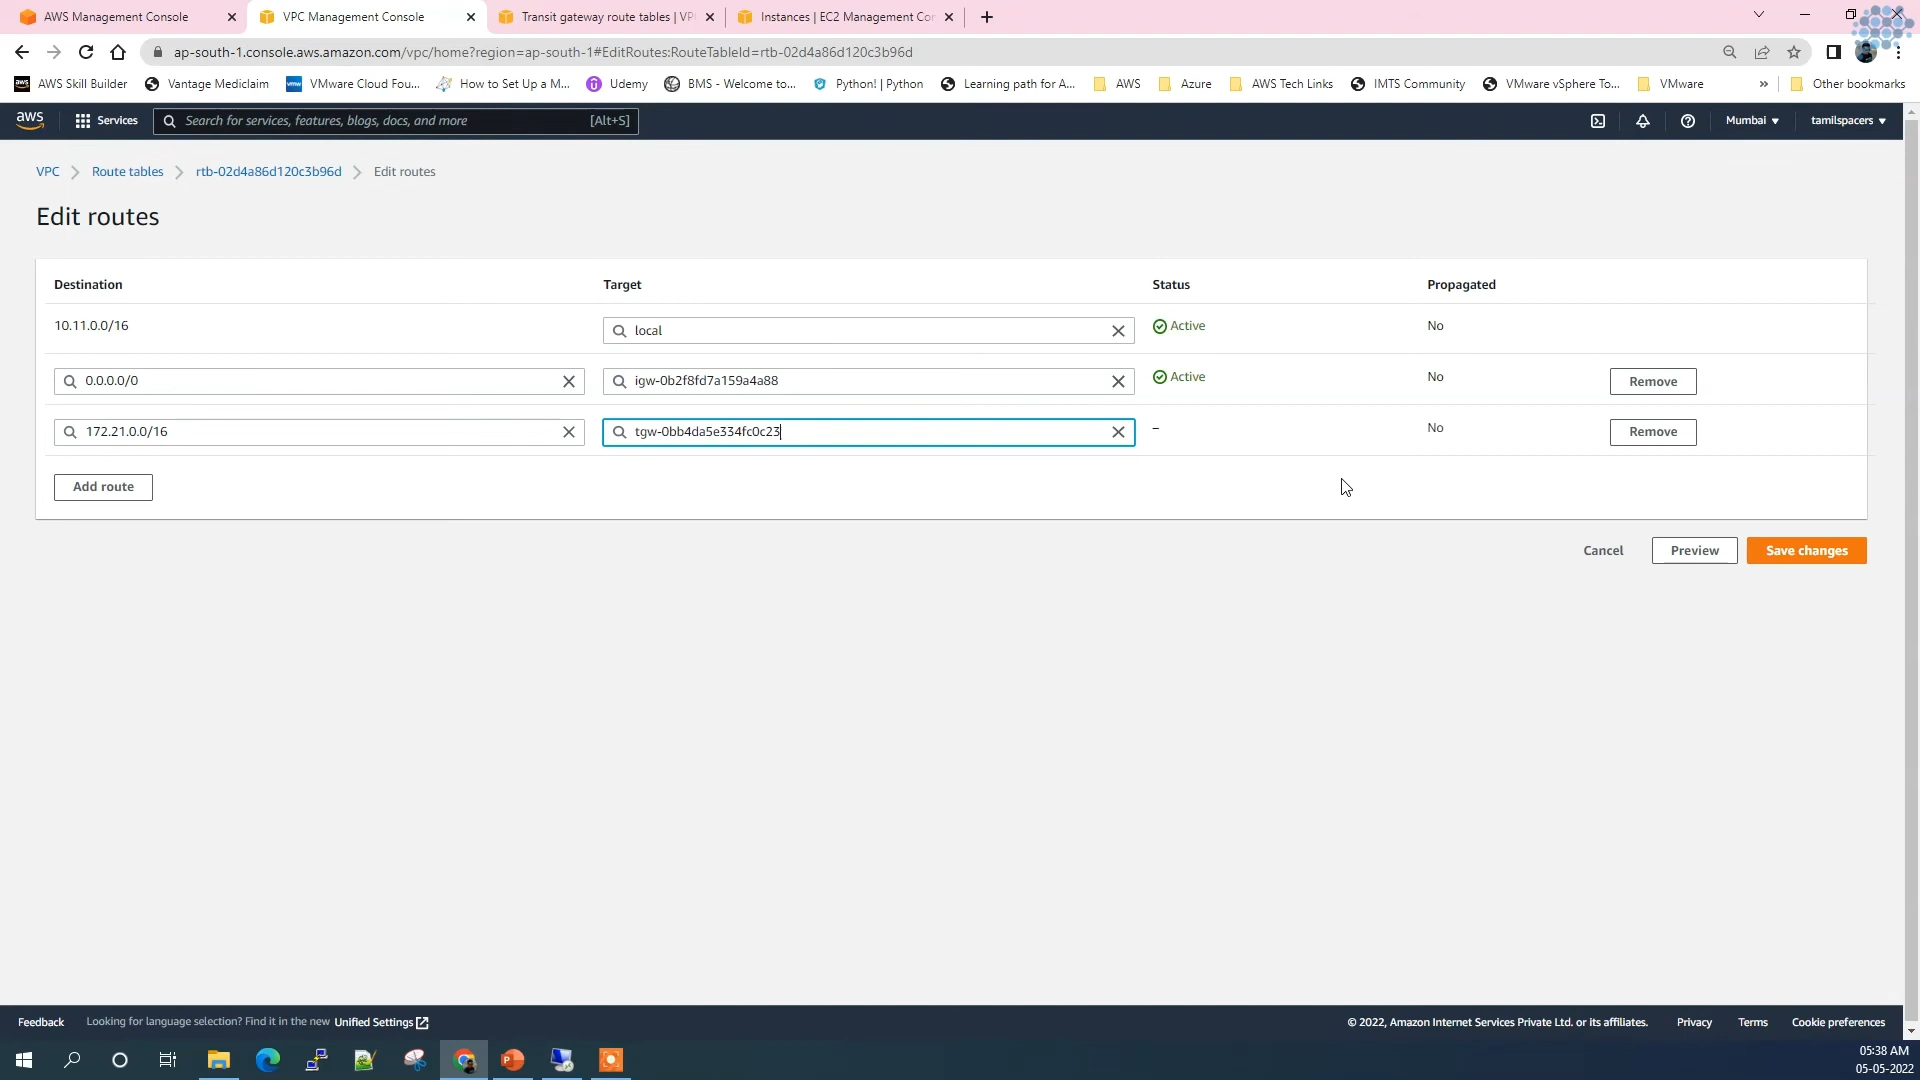 AWS Management Console
VPC Management Console
Transit gateway route tables | VP
Instances | EC2 Management Co
ap-south-1.console.aws.amazon.com/vpc/home?region=ap-south-1#EditRoutes:RouteTableId=rtb-02d4a86d120c3b96d
AWS Skill Builder
Vantage Mediclaim
VMware Cloud Fou...
How to Set Up a M...
Udemy
BMS - Welcome to...
Python! | Python
Learning path for A...
AWS
Azure
AWS Tech Links
IMTS Community
VMware vSphere To...
VMware
»
Other bookmarks
aws
Services
Search for services, features, blogs, docs, and more
[Alt+S]
Mumbai
tamilspacers
VPC
Route tables
rtb-02d4a86d120c3b96d
Edit routes
Edit routes
Destination
Target
Status
Propagated
10.11.0.0/16
local
Active
No
0.0.0.0/0
igw-0b2f8fd7a159a4a88
Active
No
Remove
172.21.0.0/16
tgw-0bb4da5e334fc0c23
–
No
Remove
Add route
Cancel
Preview
Save changes
Feedback
Looking for language selection? Find it in the new Unified Settings
© 2022, Amazon Internet Services Private Ltd. or its affiliates.
Privacy
Terms
Cookie preferences
05:38 AM
05-05-2022